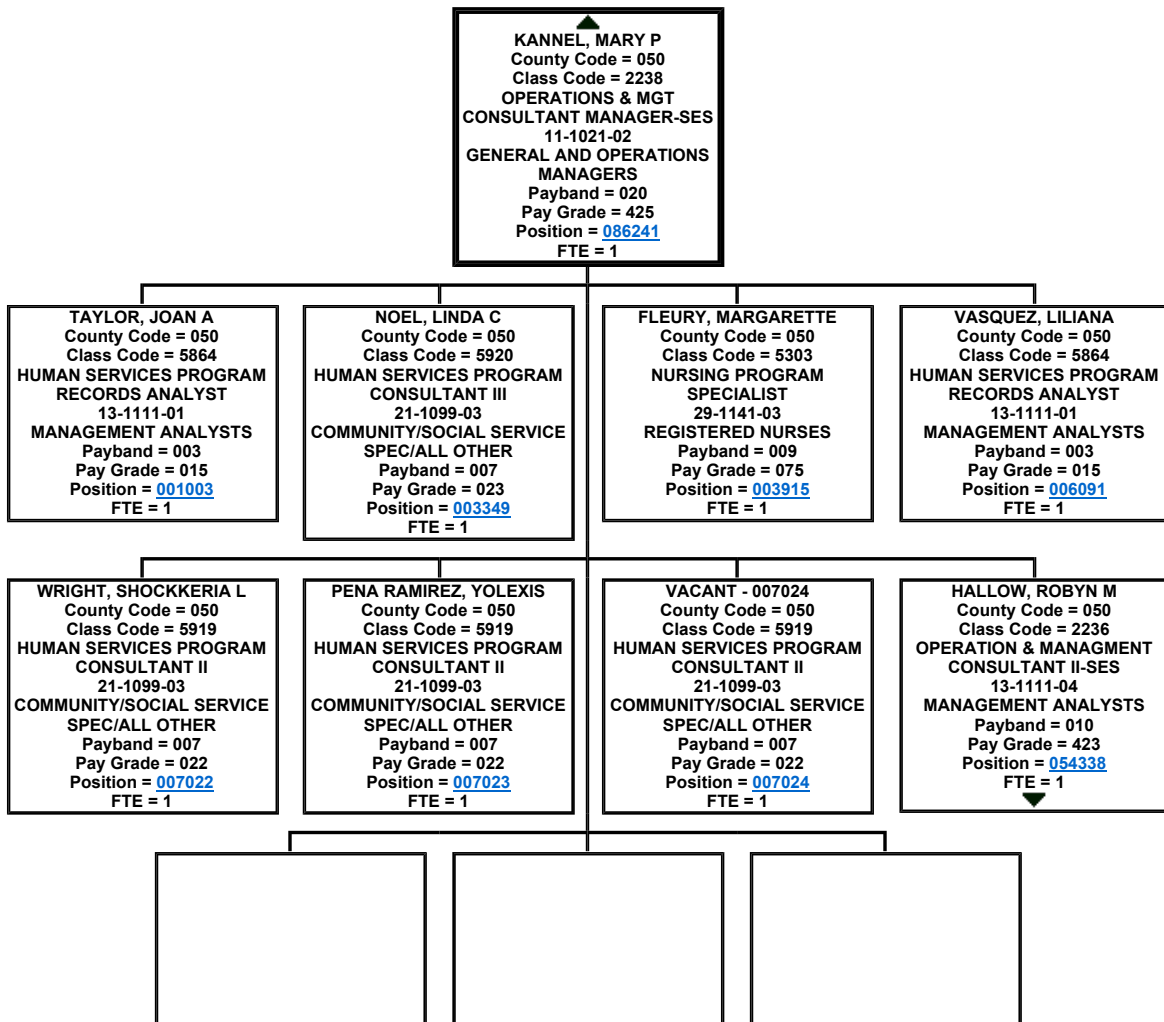 KANNEL, MARY P
County Code = 050
Class Code = 2238
OPERATIONS & MGT
CONSULTANT MANAGER-SES
11-1021-02
GENERAL AND OPERATIONS
MANAGERS
Payband = 020
Pay Grade = 425
Position = 086241
FTE = 1
TAYLOR, JOAN A
County Code = 050
Class Code = 5864
HUMAN SERVICES PROGRAM
RECORDS ANALYST
13-1111-01
MANAGEMENT ANALYSTS
Payband = 003
Pay Grade = 015
Position = 001003
FTE = 1
NOEL, LINDA C
County Code = 050
Class Code = 5920
HUMAN SERVICES PROGRAM
CONSULTANT III
21-1099-03
COMMUNITY/SOCIAL SERVICE
SPEC/ALL OTHER
Payband = 007
Pay Grade = 023
Position = 003349
FTE = 1
FLEURY, MARGARETTE
County Code = 050
Class Code = 5303
NURSING PROGRAM
SPECIALIST
29-1141-03
REGISTERED NURSES
Payband = 009
Pay Grade = 075
Position = 003915
FTE = 1
VASQUEZ, LILIANA
County Code = 050
Class Code = 5864
HUMAN SERVICES PROGRAM
RECORDS ANALYST
13-1111-01
MANAGEMENT ANALYSTS
Payband = 003
Pay Grade = 015
Position = 006091
FTE = 1
WRIGHT, SHOCKKERIA L
County Code = 050
Class Code = 5919
HUMAN SERVICES PROGRAM
CONSULTANT II
21-1099-03
COMMUNITY/SOCIAL SERVICE
SPEC/ALL OTHER
Payband = 007
Pay Grade = 022
Position = 007022
FTE = 1
PENA RAMIREZ, YOLEXIS
County Code = 050
Class Code = 5919
HUMAN SERVICES PROGRAM
CONSULTANT II
21-1099-03
COMMUNITY/SOCIAL SERVICE
SPEC/ALL OTHER
Payband = 007
Pay Grade = 022
Position = 007023
FTE = 1
VACANT - 007024
County Code = 050
Class Code = 5919
HUMAN SERVICES PROGRAM
CONSULTANT II
21-1099-03
COMMUNITY/SOCIAL SERVICE
SPEC/ALL OTHER
Payband = 007
Pay Grade = 022
Position = 007024
FTE = 1
HALLOW, ROBYN M
County Code = 050
Class Code = 2236
OPERATION & MANAGMENT
CONSULTANT II-SES
13-1111-04
MANAGEMENT ANALYSTS
Payband = 010
Pay Grade = 423
Position = 054338
FTE = 1